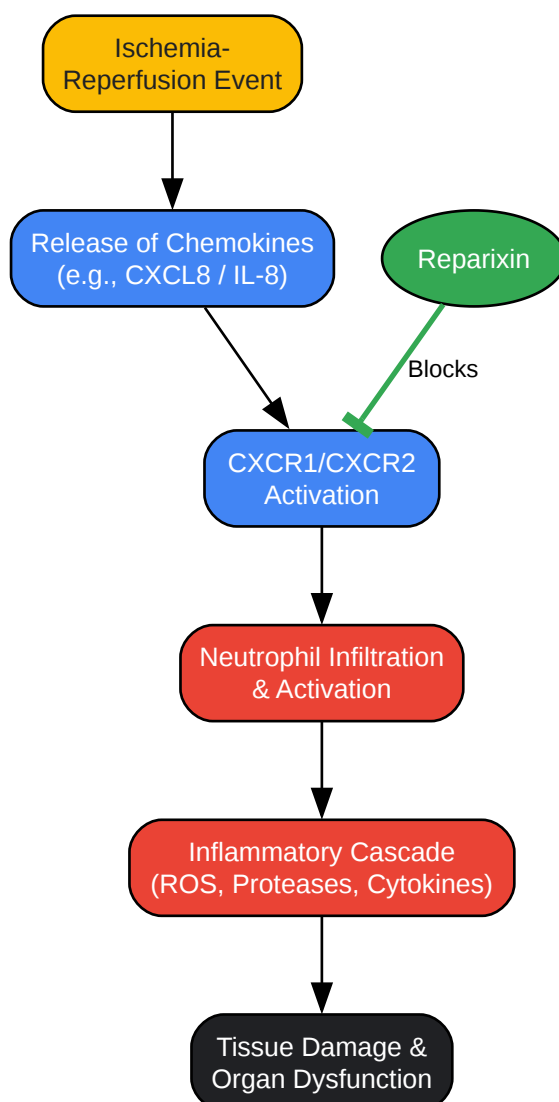 Ischemia-
Reperfusion Event
Release of Chemokines
(e.g., CXCL8 / IL-8)
Reparixin
Blocks
CXCR1/CXCR2
Activation
Neutrophil Infiltration
& Activation
Inflammatory Cascade
(ROS, Proteases, Cytokines)
Tissue Damage &
Organ Dysfunction